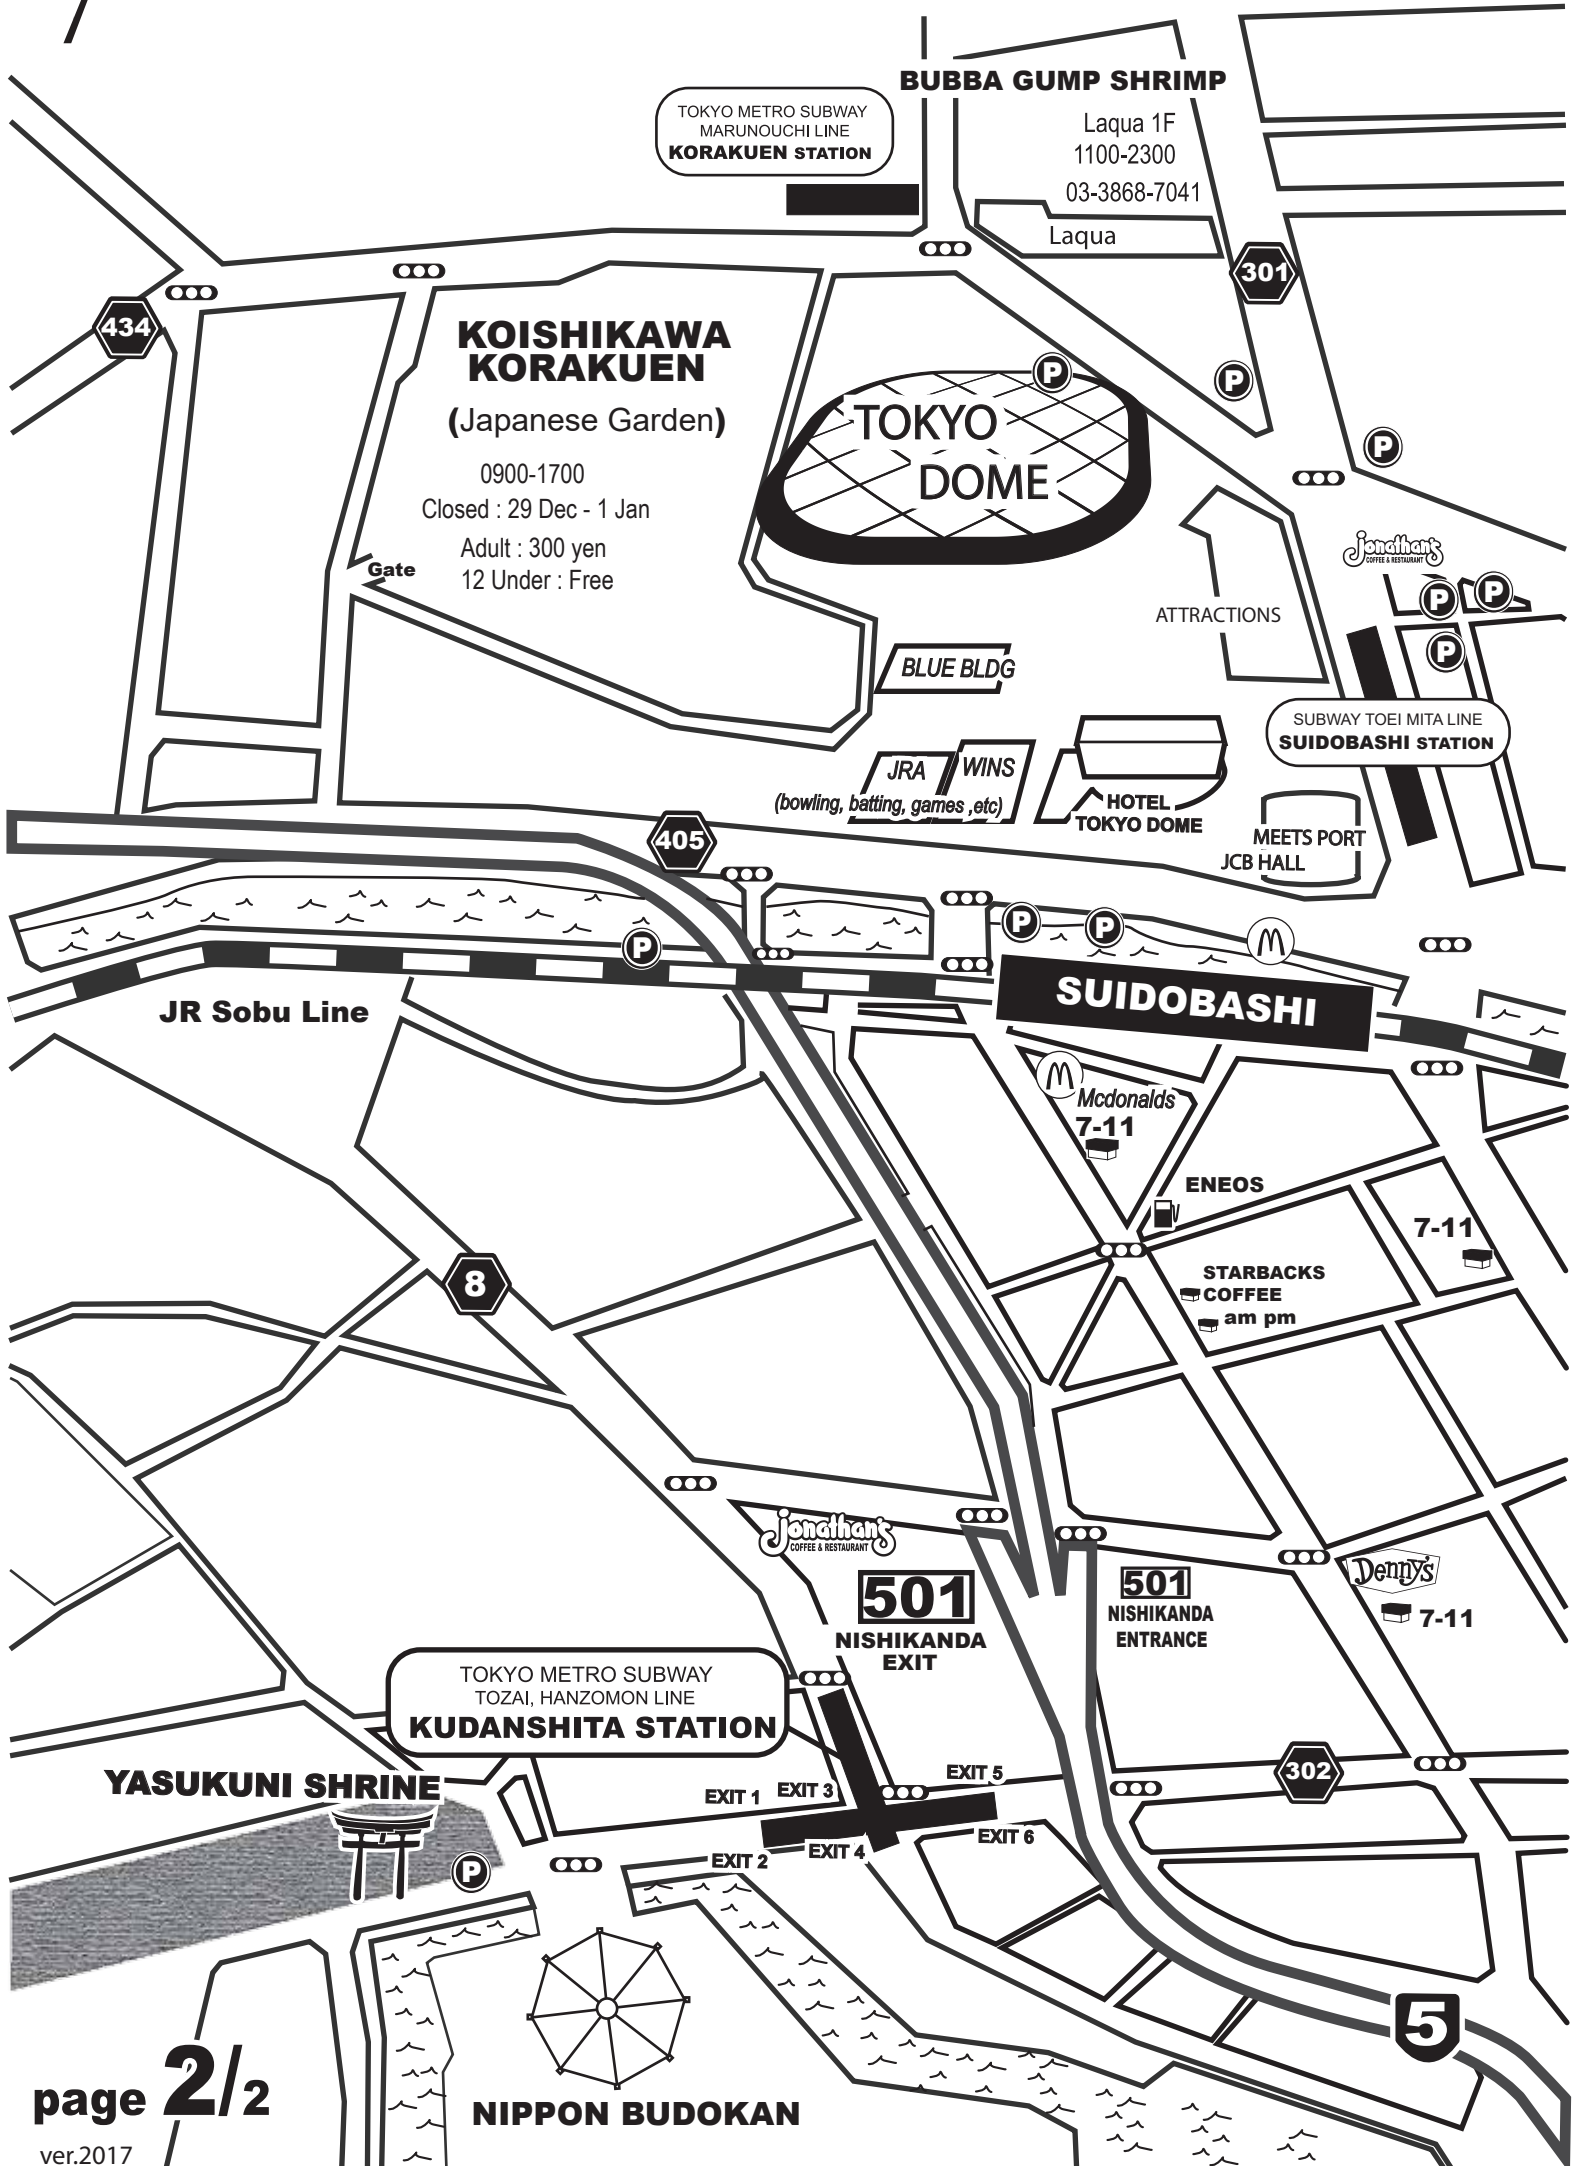 BUBBA GUMP SHRIMP
Laqua 1F
1100-2300
03-3868-7041
Laqua
TOKYO METRO SUBWAY
MARUNOUCHI LINE
KORAKUEN STATION
301
434
KOISHIKAWA
KORAKUEN
(Japanese Garden)
0900-1700
Closed : 29 Dec - 1 Jan
Adult : 300 yen
12 Under : Free
Gate
TOKYO
DOME
P
P
P
Jonathan's
COFFEE & RESTAURANT
P
P
P
ATTRACTIONS
BLUE BLDG
SUBWAY TOEI MITA LINE
SUIDOBASHI STATION
JRA
WINS
(bowling, batting, games ,etc)
HOTEL
TOKYO DOME
MEETS PORT
JCB HALL
405
P
P
P
M
SUIDOBASHI
JR Sobu Line
M
Mcdonalds
7-11
ENEOS
7-11
STARBACKS
COFFEE
am pm
8
Jonathan's
COFFEE & RESTAURANT
501
NISHIKANDA
EXIT
501
NISHIKANDA
ENTRANCE
Denny's
7-11
TOKYO METRO SUBWAY
TOZAI, HANZOMON LINE
KUDANSHITA STATION
YASUKUNI SHRINE
EXIT 1
EXIT 3
EXIT 5
302
EXIT 2
EXIT 4
EXIT 6
P
5
NIPPON BUDOKAN
page 2/2
ver.2017